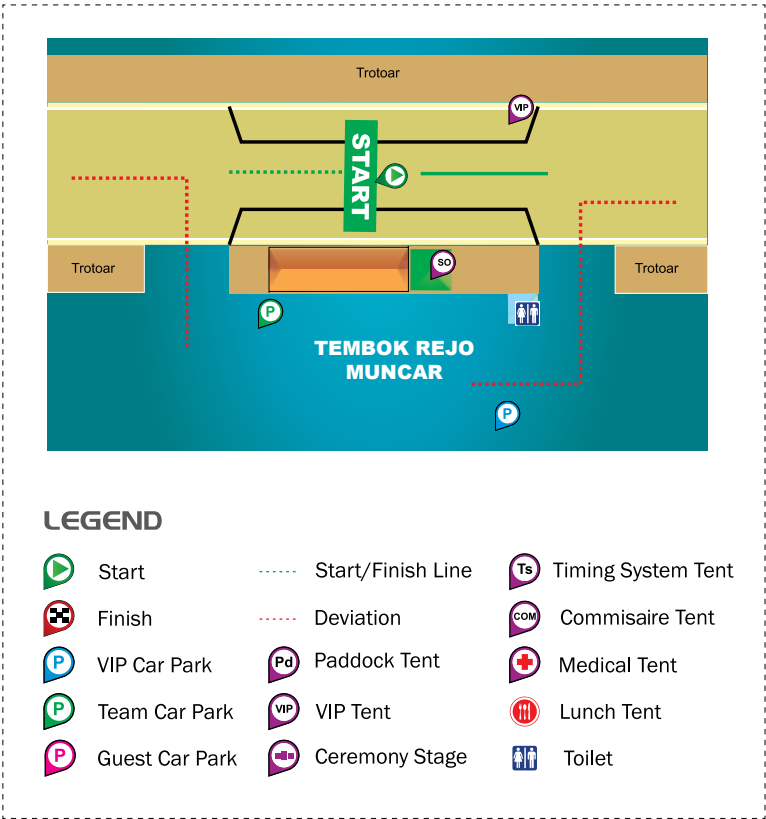 Trotoar
VIP
START
SO
Trotoar
Trotoar
P
TEMBOK REJO
MUNCAR
P
LEGEND
Start
Start/Finish Line
Ts Timing System Tent
Finish
Deviation
COM Commisaire Tent
P VIP Car Park
Pd Paddock Tent
Medical Tent
P Team Car Park
VIP VIP Tent
Lunch Tent
P Guest Car Park
Ceremony Stage
Toilet